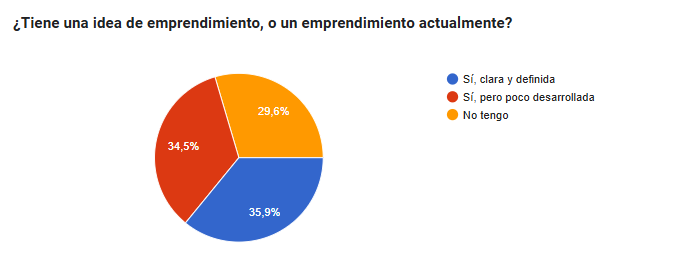 ¿Tiene una idea de emprendimiento, o un emprendimiento actualmente?
Sí, clara y definida
Sí, pero poco desarrollada
No tengo
29,6%
34,5%
35,9%